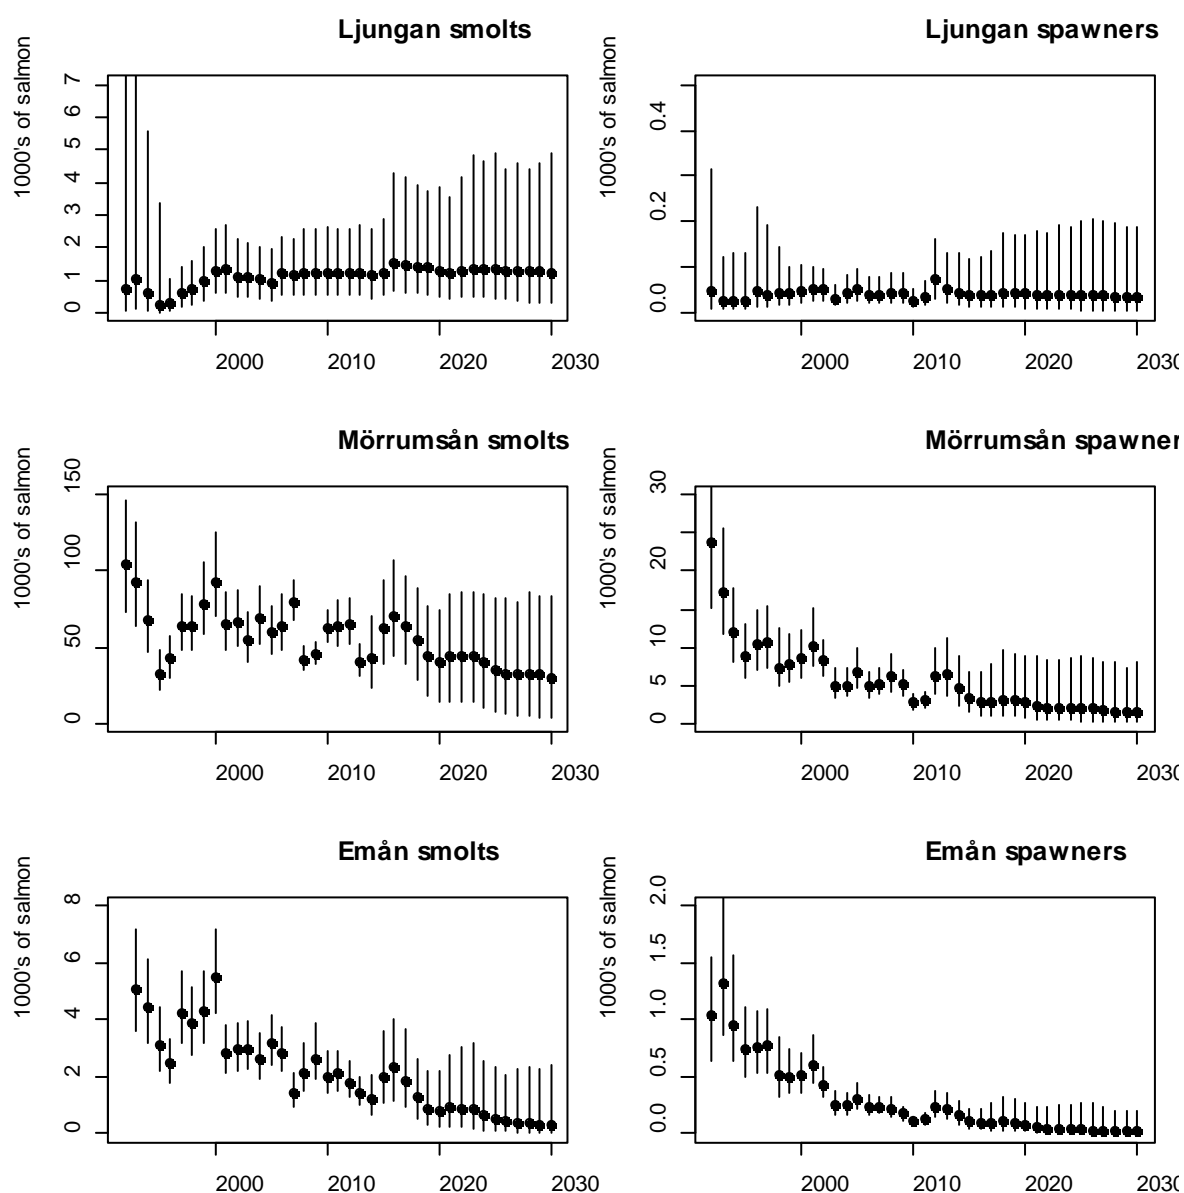 Ljungan smolts
1000's of salmon
0 1 2 3 4 5 6 7
2000 2010 2020 2030
Ljungan spawners
1000's of salmon
0.0 0.2 0.4
2000 2010 2020 2030
Mörrumsån smolts
1000's of salmon
0 50 100 150
2000 2010 2020 2030
Mörrumsån spawner
1000's of salmon
0 5 10 20 30
2000 2010 2020 2030
Emån smolts
1000's of salmon
0 2 4 6 8
2000 2010 2020 2030
Emån spawners
1000's of salmon
0.0 0.5 1.0 1.5 2.0
2000 2010 2020 2030